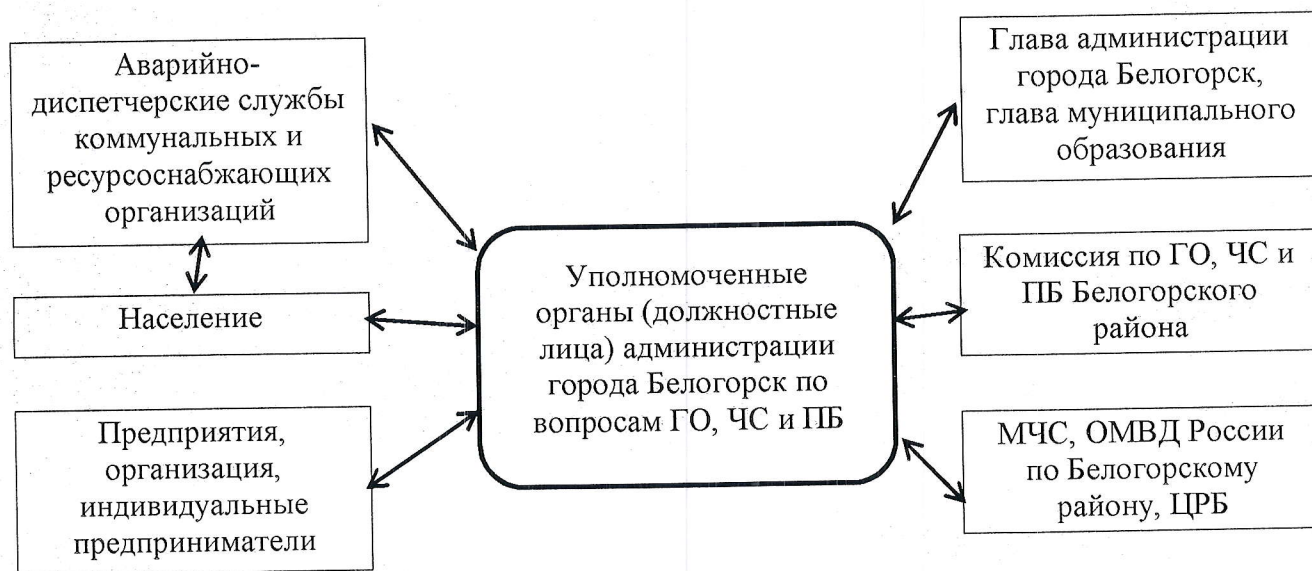 Аварийно-
диспетчерские службы
коммунальных и
ресурсоснабжающих
организаций
Население
Предприятия,
организация,
индивидуальные
предприниматели
Уполномоченные
органы (должностные
лица) администрации
города Белогорск по
вопросам ГО, ЧС и ПБ
Глава администрации
города Белогорск,
глава муниципального
образования
Комиссия по ГО, ЧС и
ПБ Белогорского
района
МЧС, ОМВД России
по Белогорскому
району, ЦРБ